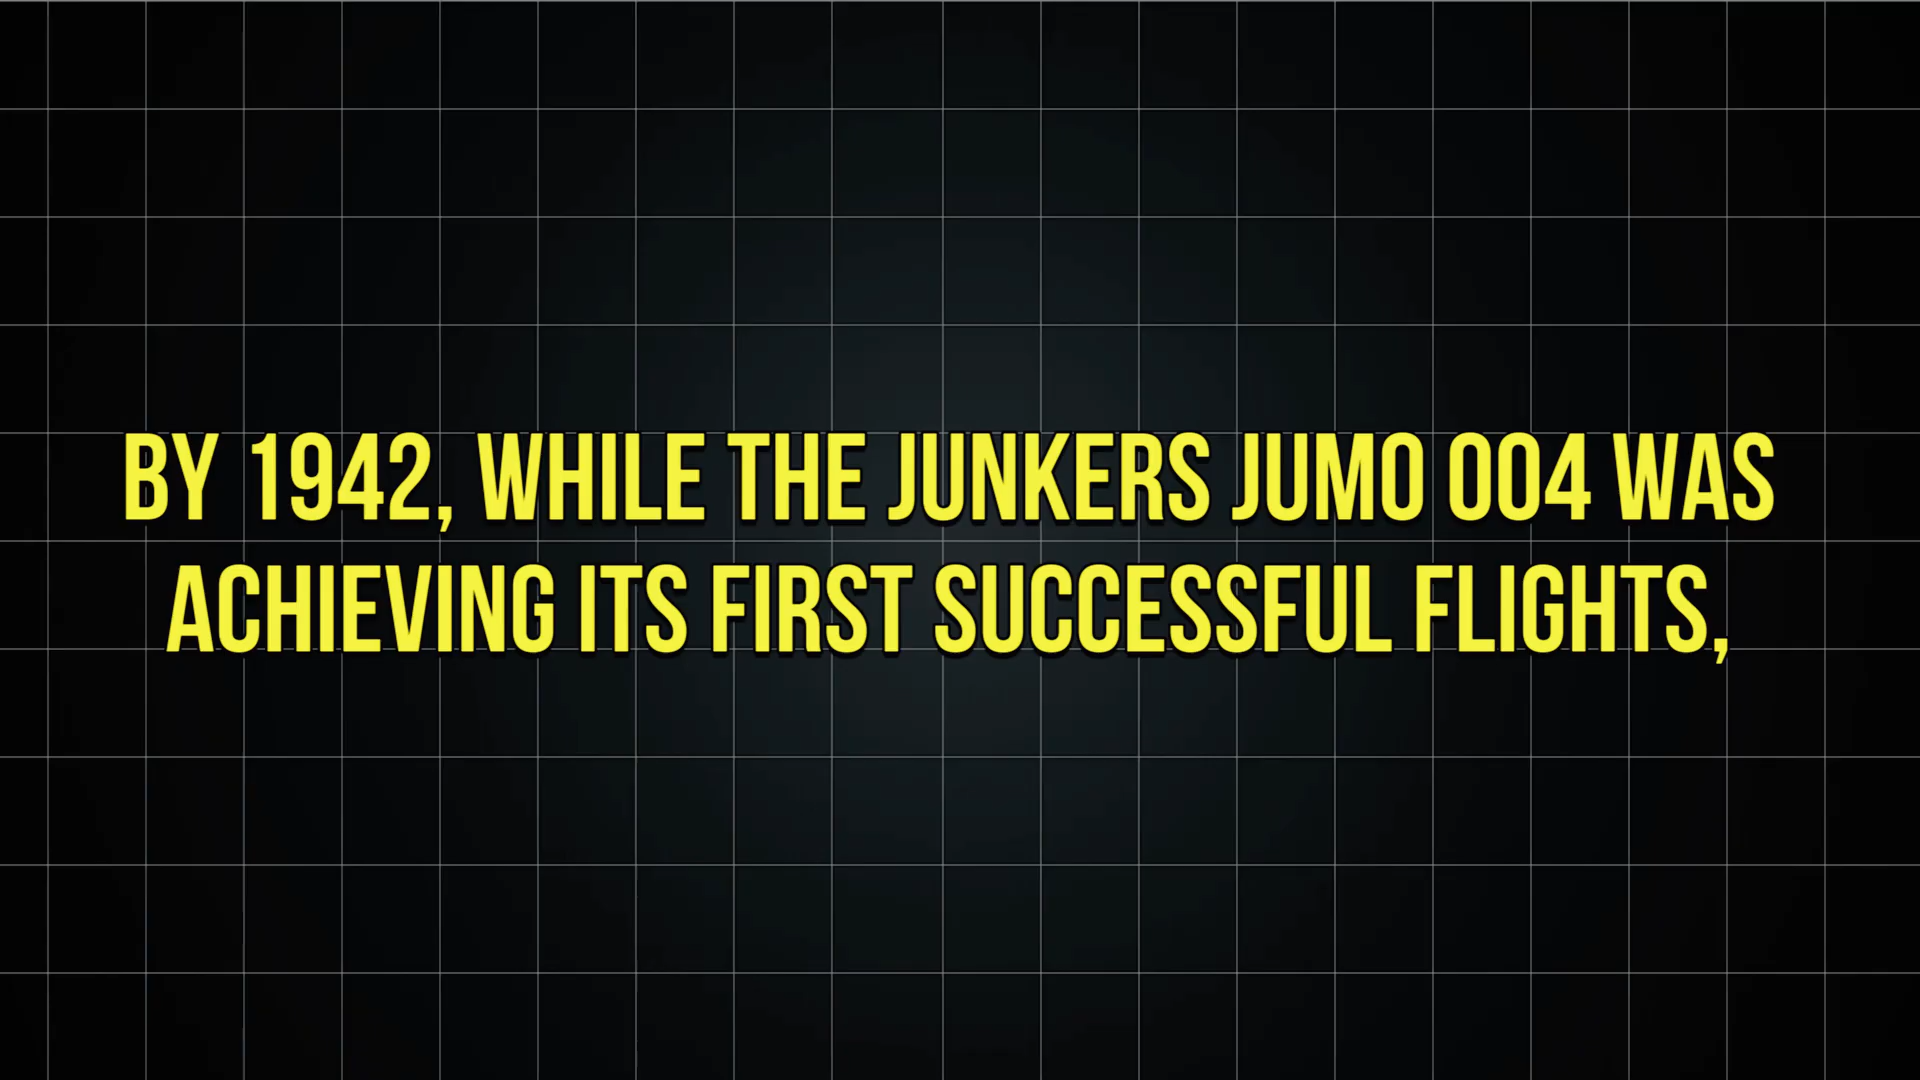 BY 1942, WHILE THE JUNKERS JUMO 004 WAS
ACHIEVING ITS FIRST SUCCESSFUL FLIGHTS,